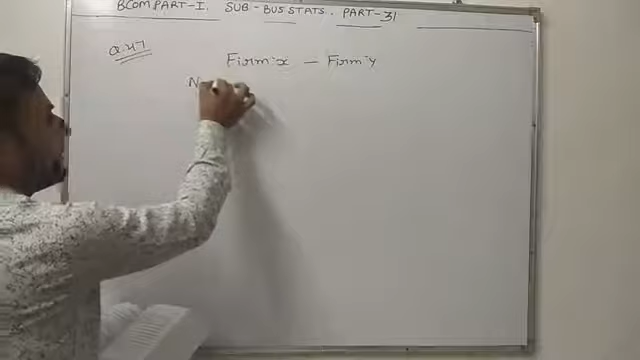 BCOM PART-I. SUB-BUS STATS. PART-31
Q.47
Firm-x — Firm-y
N